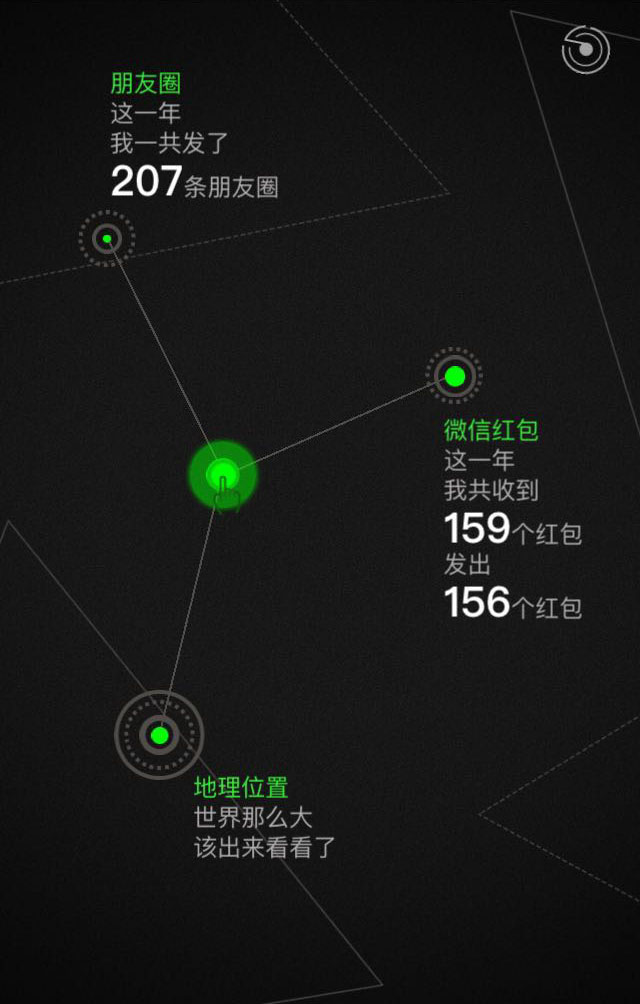 朋友圈
这一年
我一共发了
207条朋友圈
微信红包
这一年
我共收到
159个红包
发出
156个红包
地理位置
世界那么大
该出来看看了